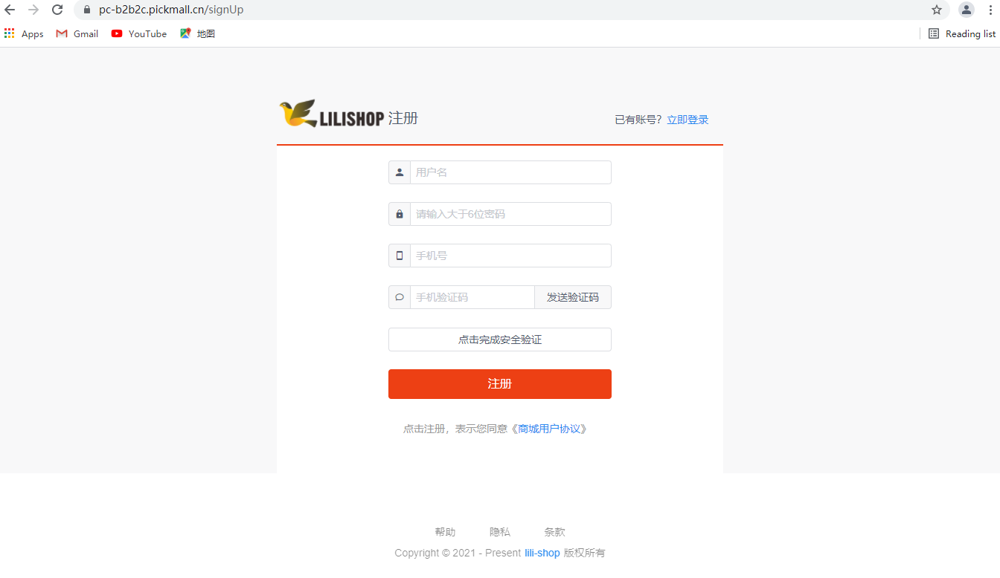 pc-b2b2c.pickmall.cn/signUp
Apps Gmail YouTube 地图 Reading list
LILISHOP 注册 已有账号？立即登录
用户名
请输入大于6位密码
手机号
手机验证码 发送验证码
点击完成安全验证
注册
点击注册，表示您同意《商城用户协议》
帮助 隐私 条款
Copyright © 2021 - Present lili-shop 版权所有